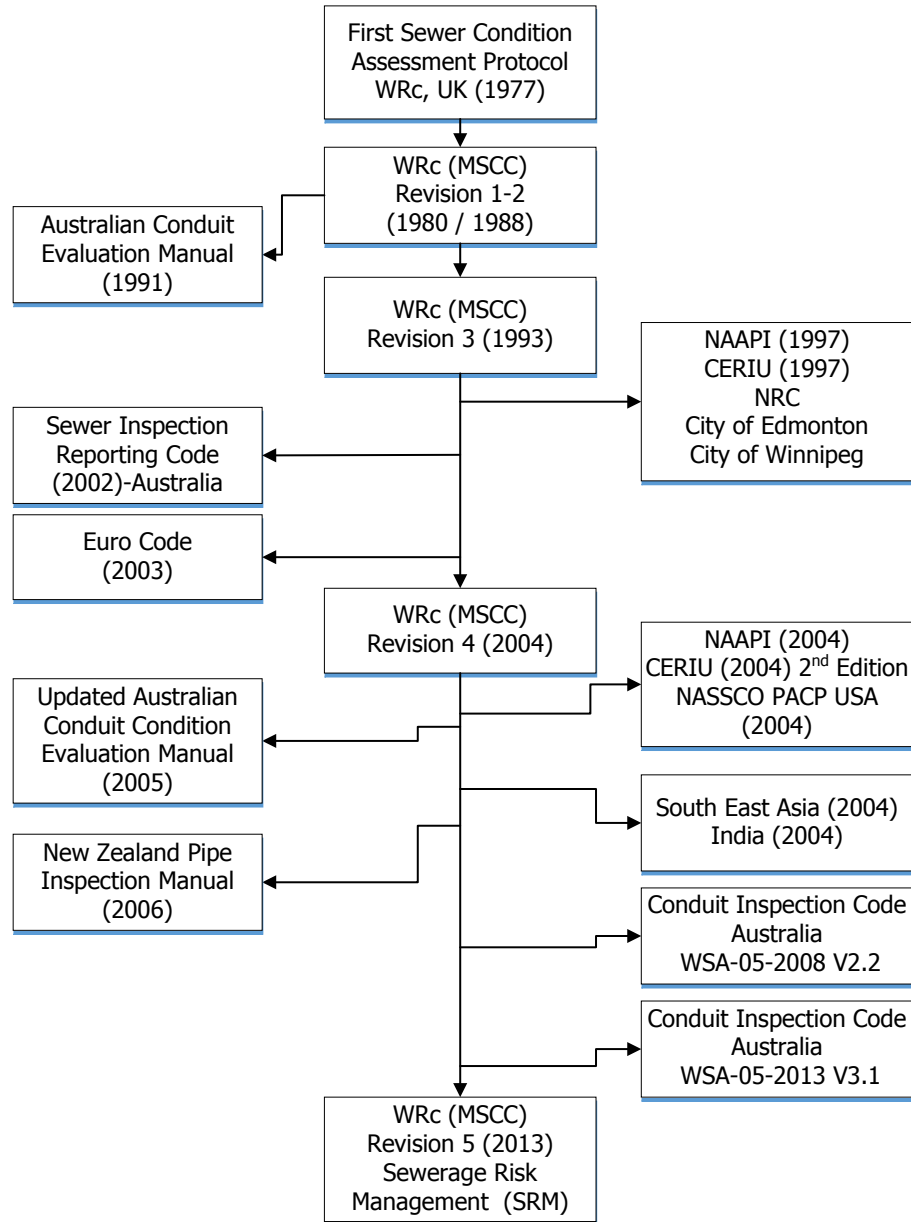 First Sewer Condition
Assessment Protocol
WRc, UK (1977)
WRc (MSCC)
Revision 1-2
(1980 / 1988)
Australian Conduit
Evaluation Manual
(1991)
WRc (MSCC)
Revision 3 (1993)
NAAPI (1997)
CERIU (1997)
NRC
City of Edmonton
City of Winnipeg
Sewer Inspection
Reporting Code
(2002)-Australia
Euro Code
(2003)
WRc (MSCC)
Revision 4 (2004)
NAAPI (2004)
CERIU (2004) 2nd Edition
NASSCO PACP USA
(2004)
Updated Australian
Conduit Condition
Evaluation Manual
(2005)
South East Asia (2004)
India (2004)
New Zealand Pipe
Inspection Manual
(2006)
Conduit Inspection Code
Australia
WSA-05-2008 V2.2
Conduit Inspection Code
Australia
WSA-05-2013 V3.1
WRc (MSCC)
Revision 5 (2013)
Sewerage Risk
Management  (SRM)